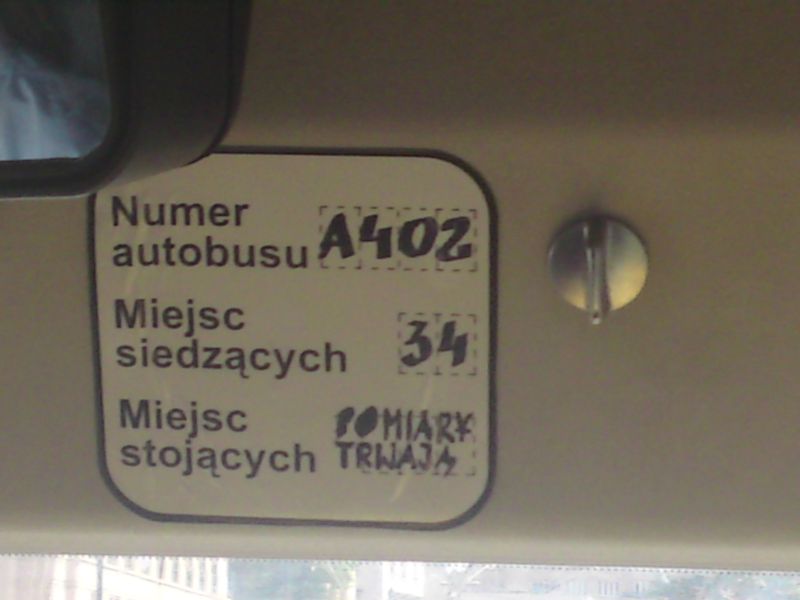 Numer
autobusu A402
Miejsc
siedzących 34
Miejsc POMIARY
stojących TRWAJĄ